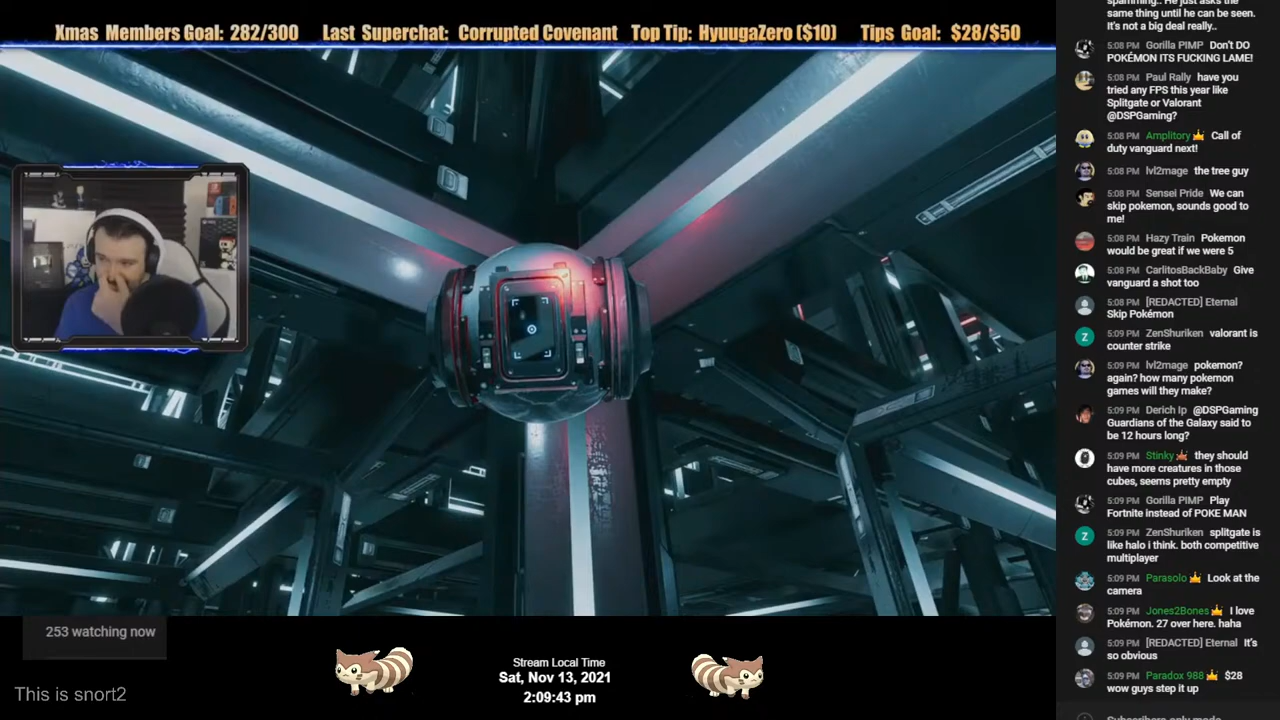 Xmas Members Goal: 282/300 Last Superchat: Corrupted Covenant Top Tip: HyuugaZero ($10) Tips Goal: $28/$50
spamming.. He just asks the
same thing until he can be seen.
It's not a big deal really..
5:08 PM Gorilla PIMP Don't DO
POKÉMON ITS FUCKING LAME!
5:08 PM Paul Rally have you
tried any FPS this year like
Splitgate or Valorant
@DSPGaming?
5:08 PM Amplitory Call of
duty vanguard next!
5:08 PM lvl2mage the tree guy
5:08 PM Sensei Pride We can
skip pokemon, sounds good to
me!
5:08 PM Hazy Train Pokemon
would be great if we were 5
5:08 PM CarlitosBackBaby Give
vanguard a shot too
5:08 PM [REDACTED] Eternal
Skip Pokémon
Z 5:09 PM ZenShuriken valorant is
counter strike
5:09 PM lvl2mage pokemon?
again? how many pokemon
games will they make?
5:09 PM Derich Ip @DSPGaming
Guardians of the Galaxy said to
be 12 hours long?
5:09 PM Stinky they should
have more creatures in those
cubes, seems pretty empty
5:09 PM Gorilla PIMP Play
Fortnite instead of POKE MAN
Z 5:09 PM ZenShuriken splitgate is
like halo i think. both competitive
multiplayer
5:09 PM Parasolo Look at the
camera
5:09 PM Jones2Bones I love
Pokémon. 27 over here. haha
5:09 PM [REDACTED] Eternal It's
so obvious
5:09 PM Paradox 988 $28
wow guys step it up
Subscribers-only mode
253 watching now
This is snort2
Stream Local Time
Sat, Nov 13, 2021
2:09:43 pm
D
D